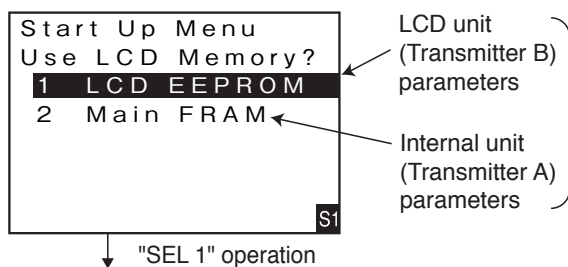 Start Up Menu
Use LCD Memory?
1 LCD EEPROM
2 Main FRAM
S1
LCD unit
(Transmitter B)
parameters
Internal unit
(Transmitter A)
parameters
"SEL 1" operation